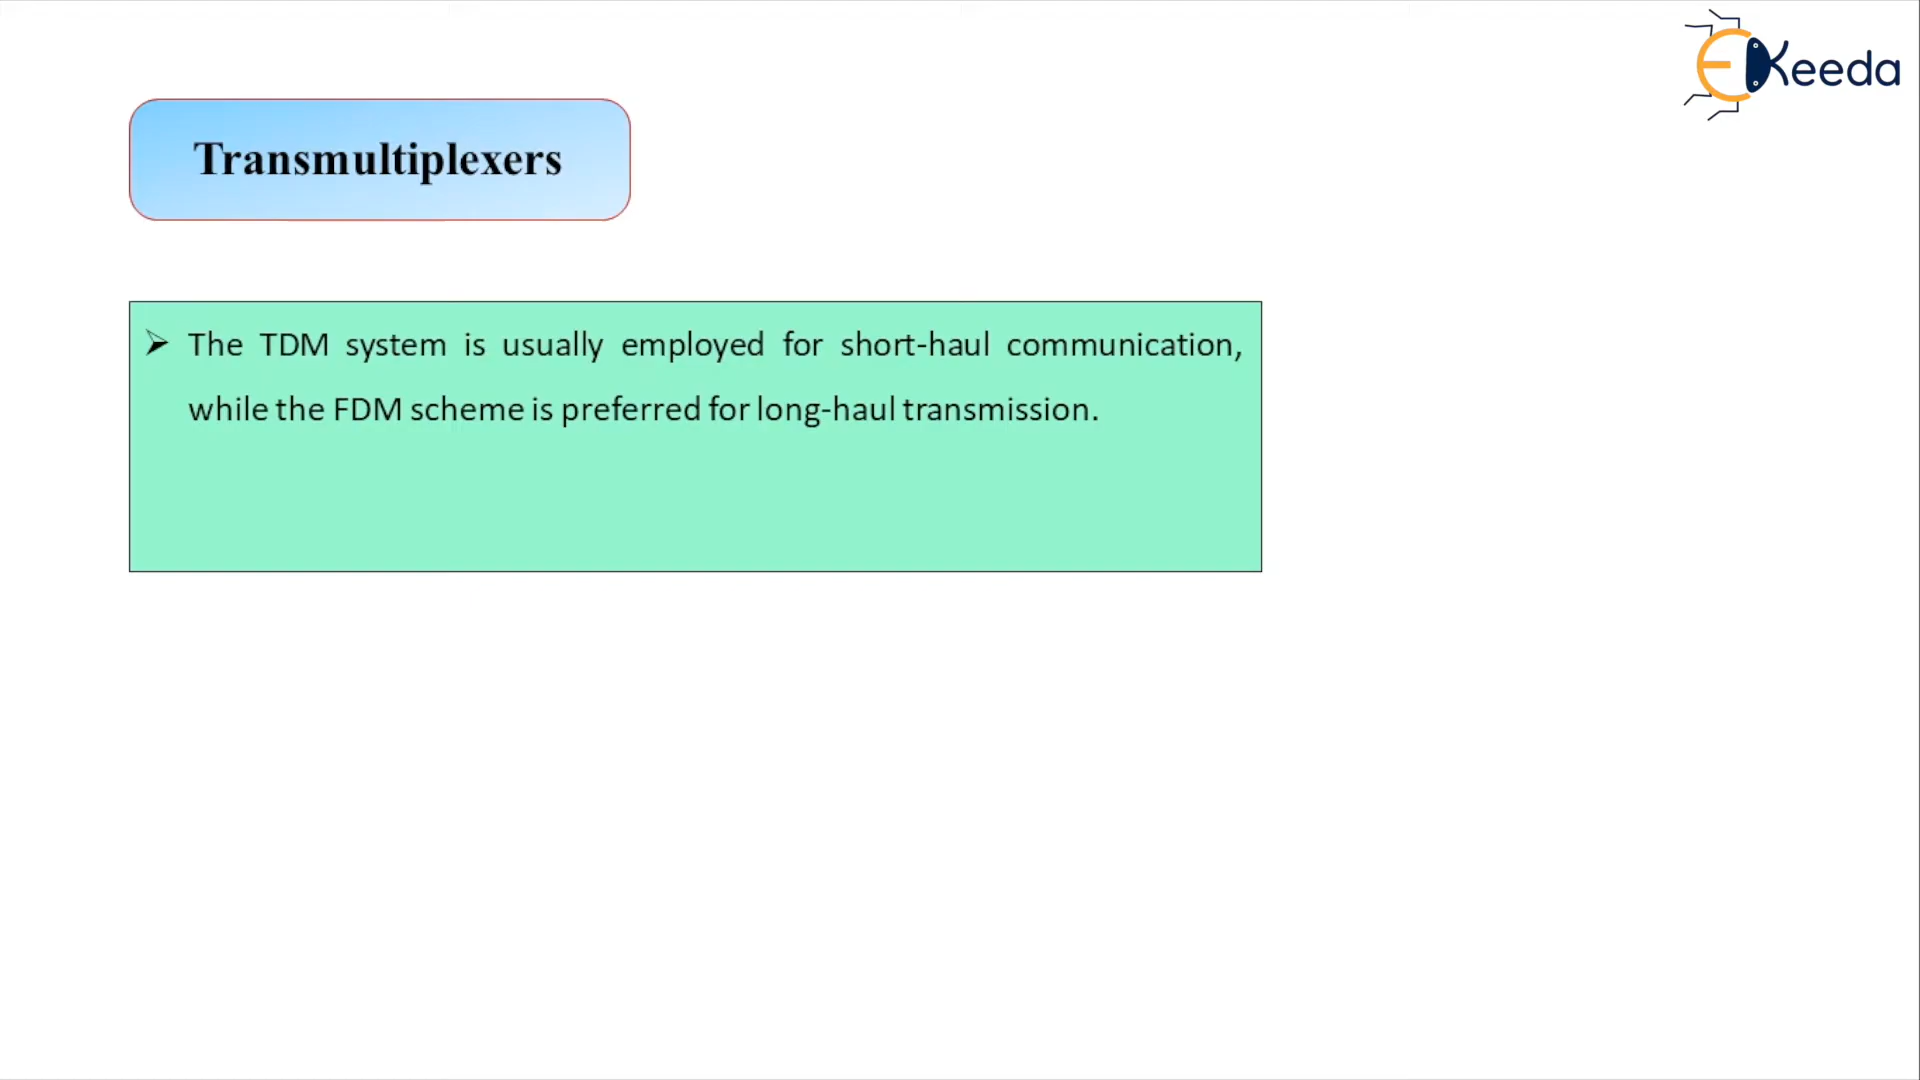 EKeeda
Transmultiplexers
➢ The TDM system is usually employed for short-haul communication,
while the FDM scheme is preferred for long-haul transmission.